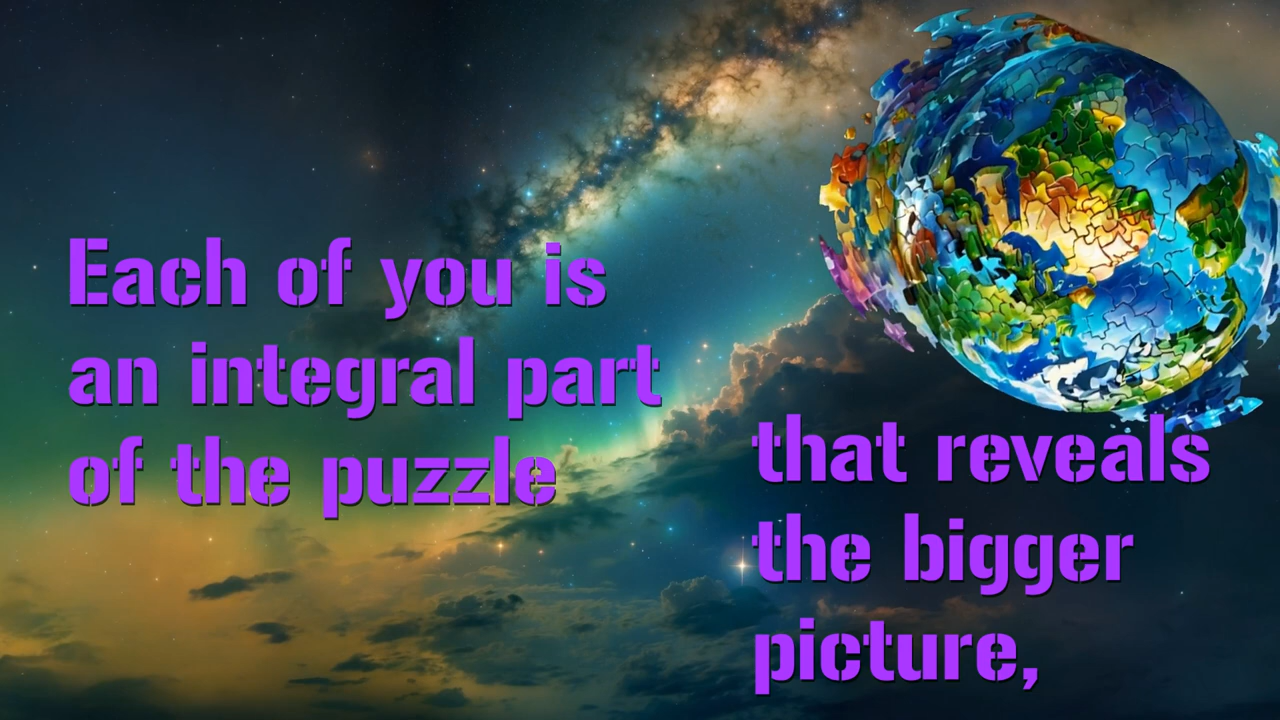 Each of you is
an integral part
of the puzzle
that reveals
the bigger
picture,